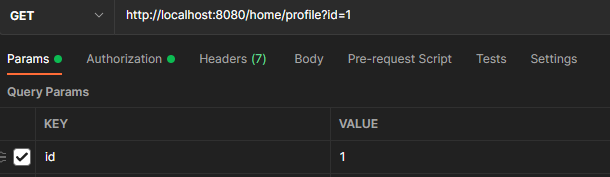 GET http://localhost:8080/home/profile?id=1
Params Authorization Headers (7) Body Pre-request Script Tests Settings
Query Params
KEY VALUE
id 1